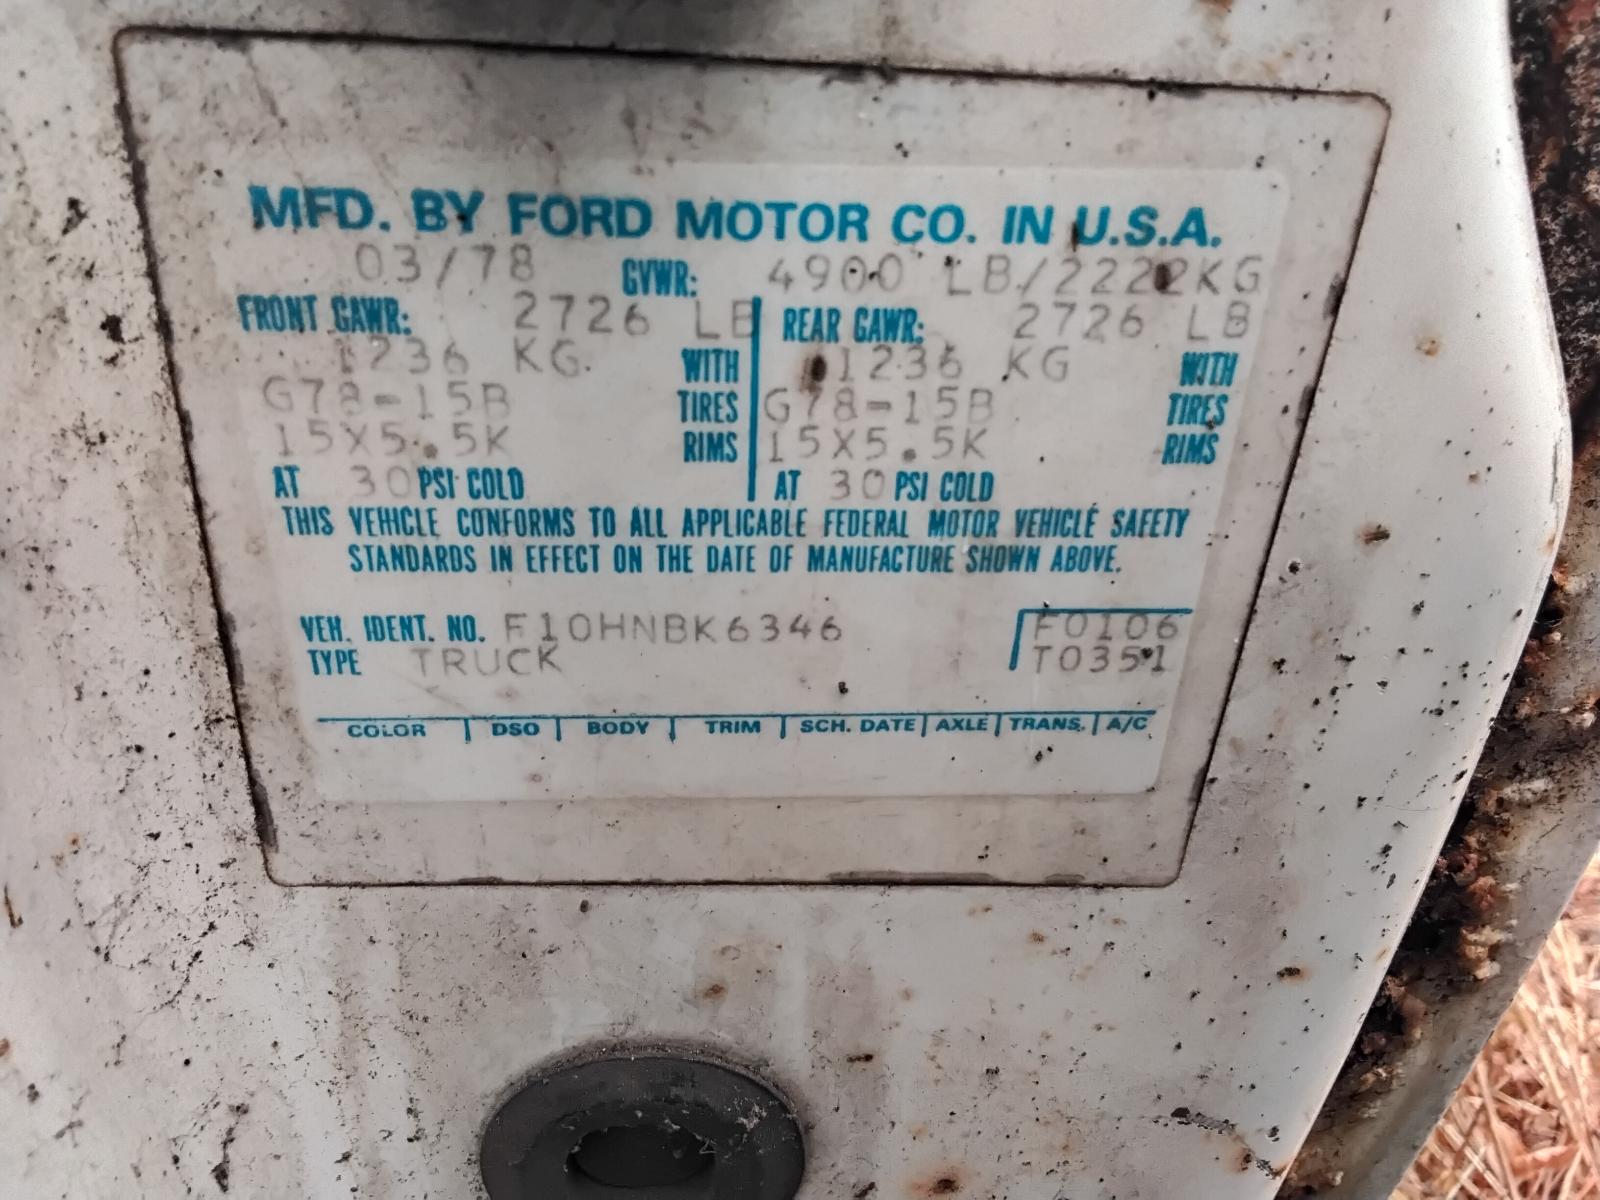 MFD. BY FORD MOTOR CO. IN U.S.A.
03/78 GVWR: 4900 LB/2222KG
FRONT GAWR: 2726 LB REAR GAWR: 2726 LB
1236 KG WITH 1236 KG WITH
G78-15B TIRES G78-15B TIRES
15X5.5K RIMS 15X5.5K RIMS
AT 30 PSI COLD AT 30 PSI COLD
THIS VEHICLE CONFORMS TO ALL APPLICABLE FEDERAL MOTOR VEHICLE SAFETY
STANDARDS IN EFFECT ON THE DATE OF MANUFACTURE SHOWN ABOVE.
VEH. IDENT. NO. F10HNBK6346 F0106
TYPE TRUCK T0351
COLOR DSO BODY TRIM SCH. DATE AXLE TRANS. A/C